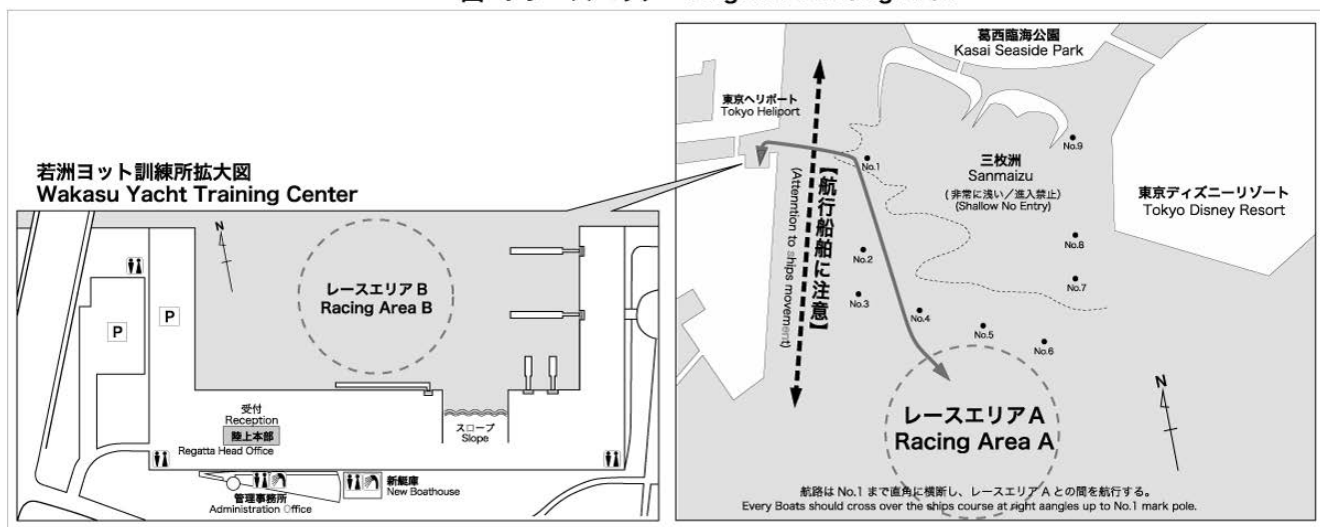 若洲ヨット訓練所拡大図
Wakasu Yacht Training Center
N
レースエリア B
Racing Area B
P
P
受付
Reception
陸上本部
Regatta Head Office
スロープ
Slope
管理事務所
Administration Office
新艇庫
New Boathouse
葛西臨海公園
Kasai Seaside Park
東京ヘリポート
Tokyo Heliport
【航行船舶に注意】
(Attenntion to ships movement)
三枚洲
Sanmaizu
(非常に浅い/進入禁止)
(Shallow No Entry)
東京ディズニーリゾート
Tokyo Disney Resort
No.1
No.2
No.3
No.4
No.5
No.6
No.7
No.8
No.9
N
レースエリア A
Racing Area A
航路は No.1 まで直角に横断し、レースエリア A との間を航行する。
Every Boats should cross over the ships course at right aangles up to No.1 mark pole.